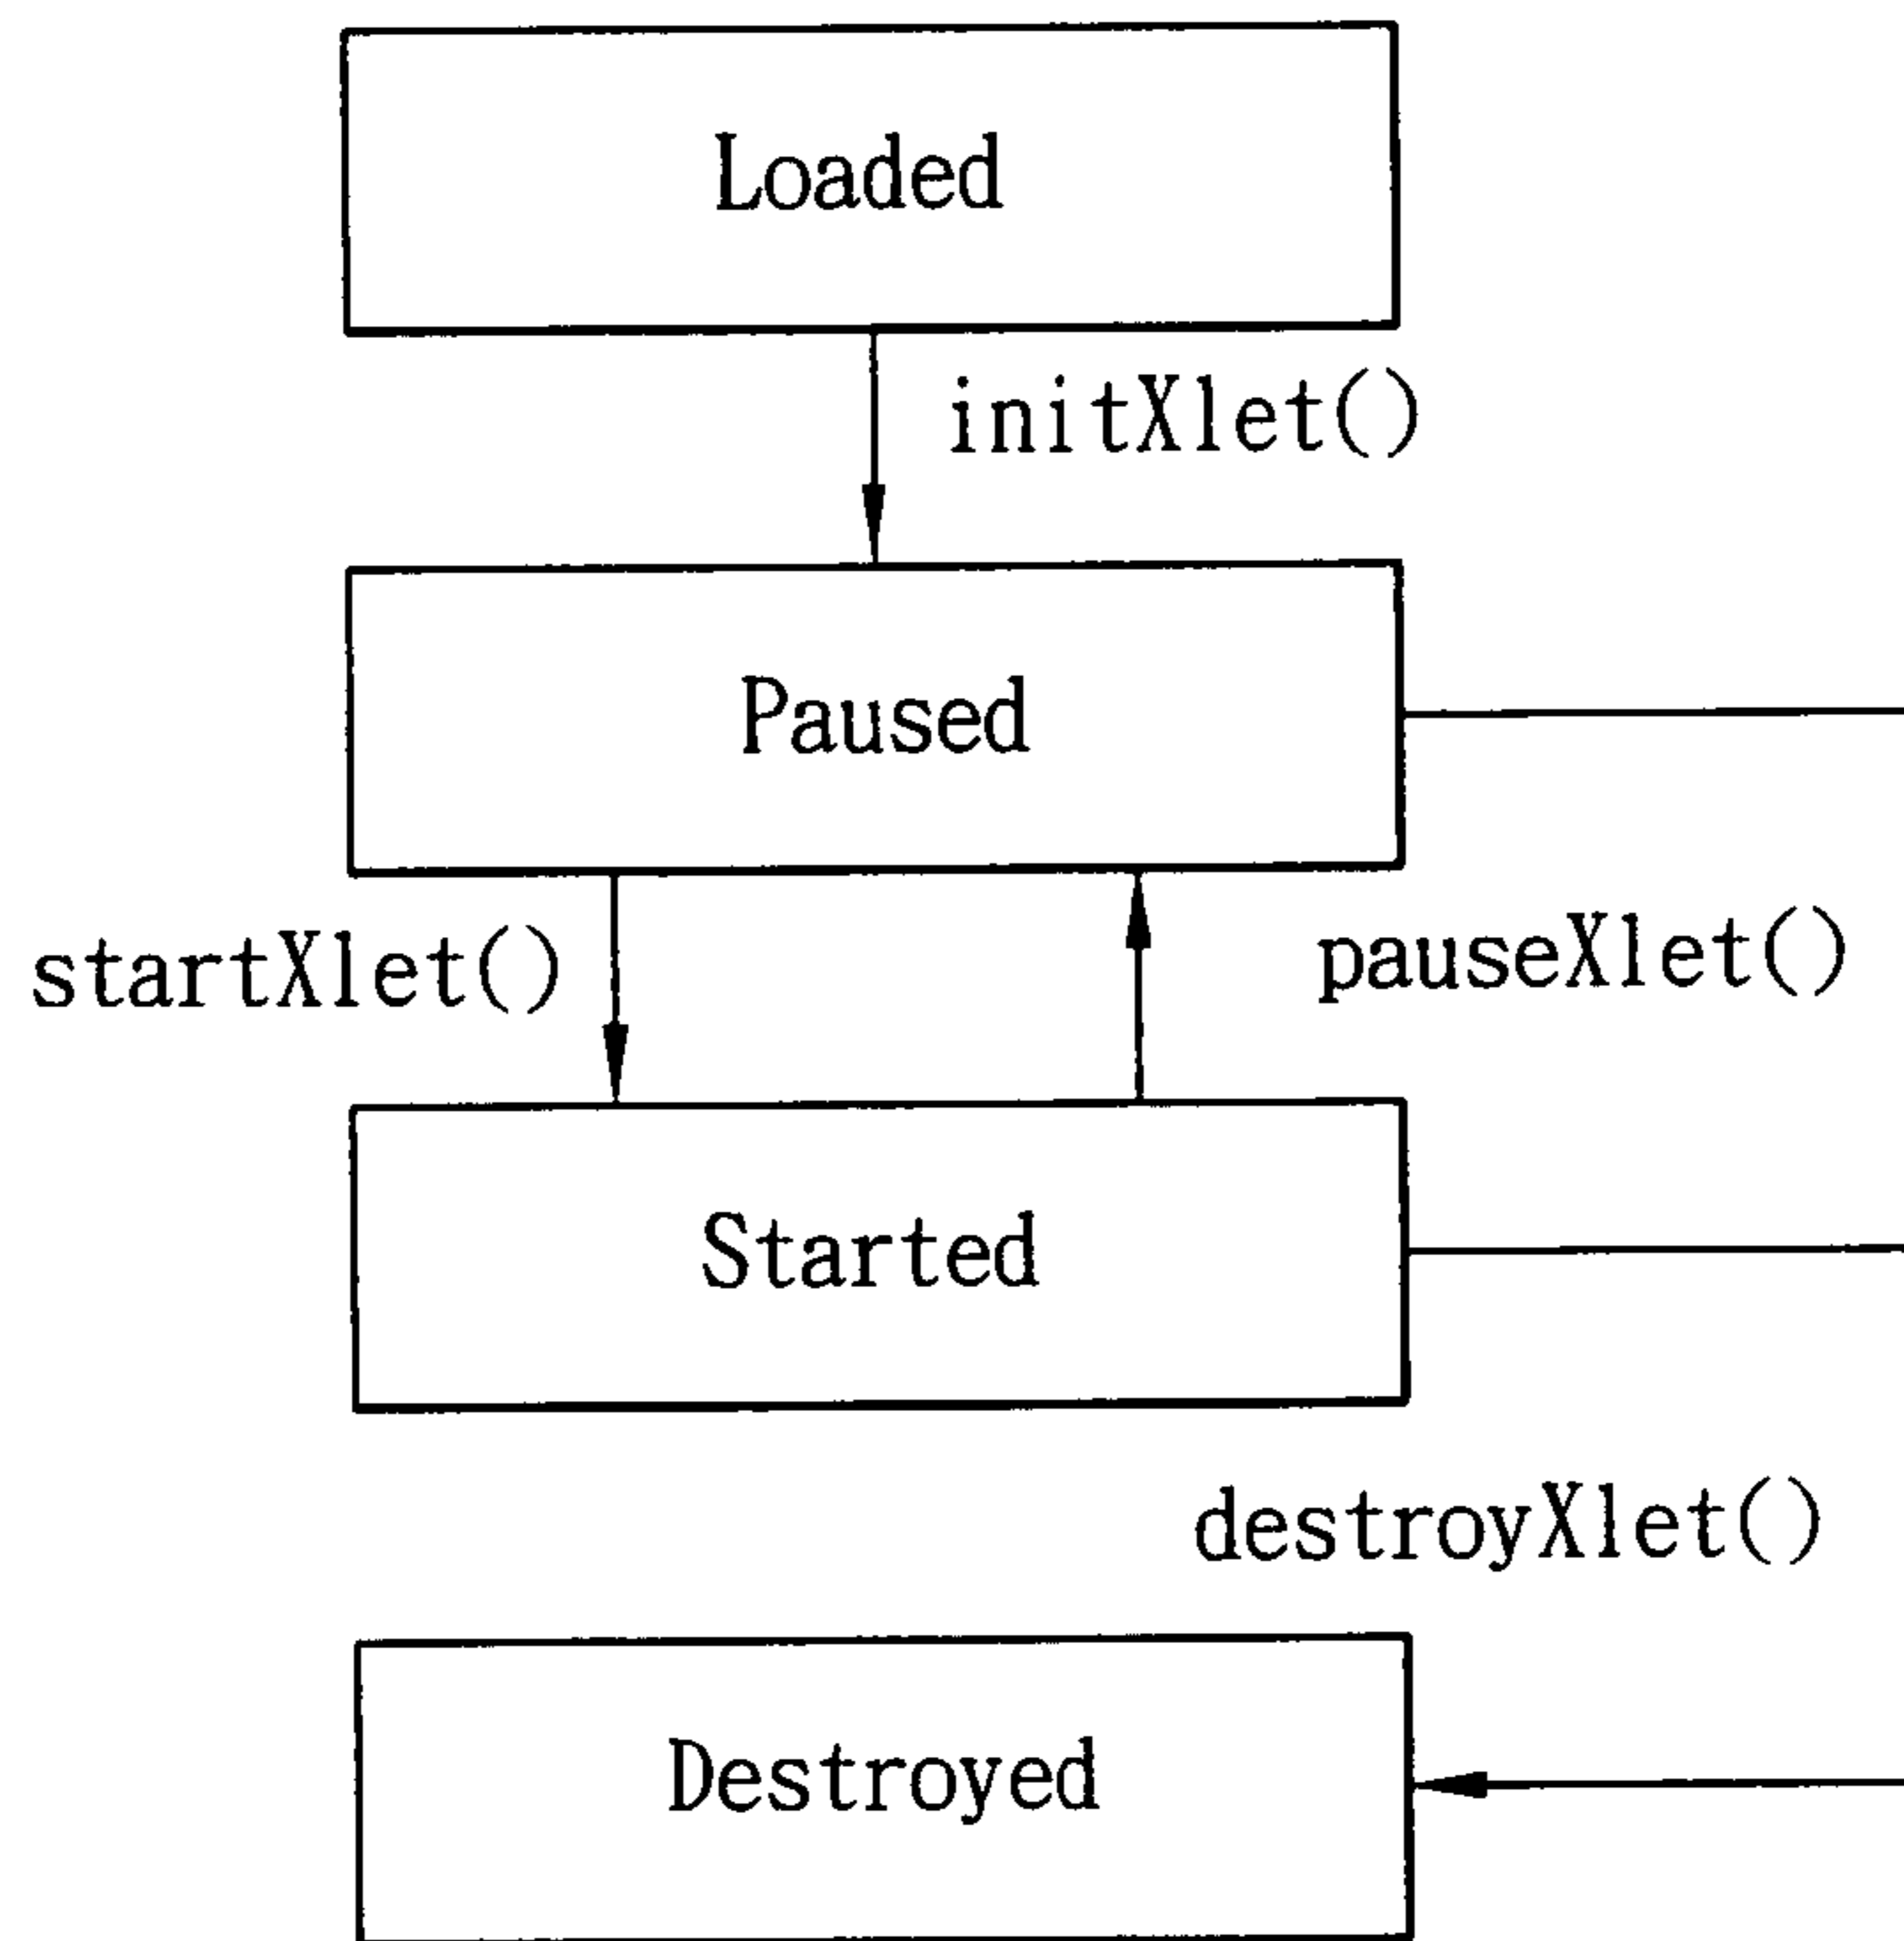 Loaded
initXlet()
Paused
startXlet()
pauseXlet()
Started
destroyXlet()
Destroyed